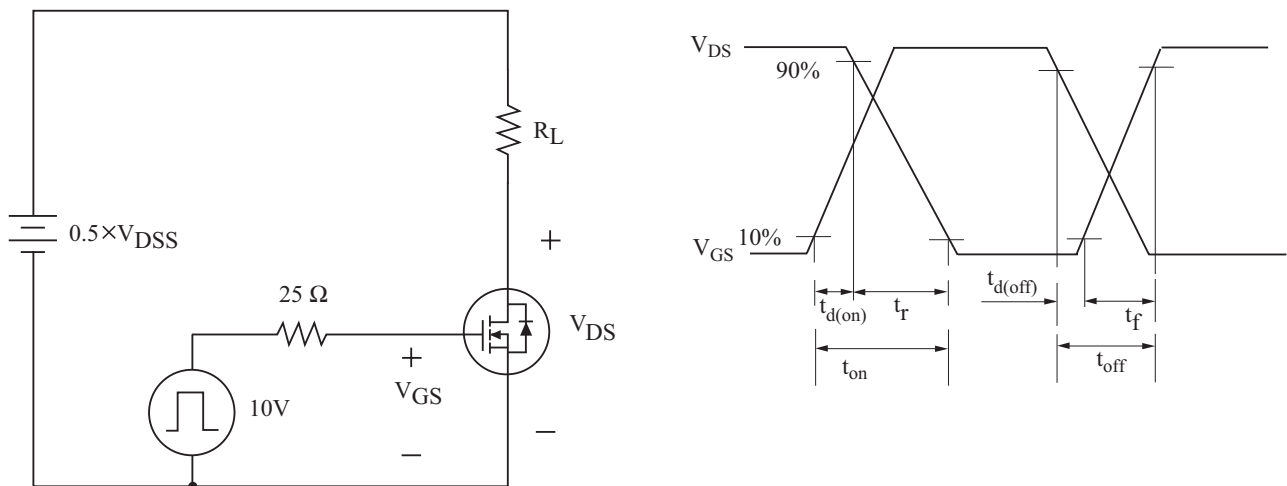 R_L
0.5×V_DSS
+
25 Ω
V_DS
+
V_GS
10V
−
−
V_DS
90%
V_GS
10%
t_d(on)
t_r
t_on
t_d(off)
t_f
t_off